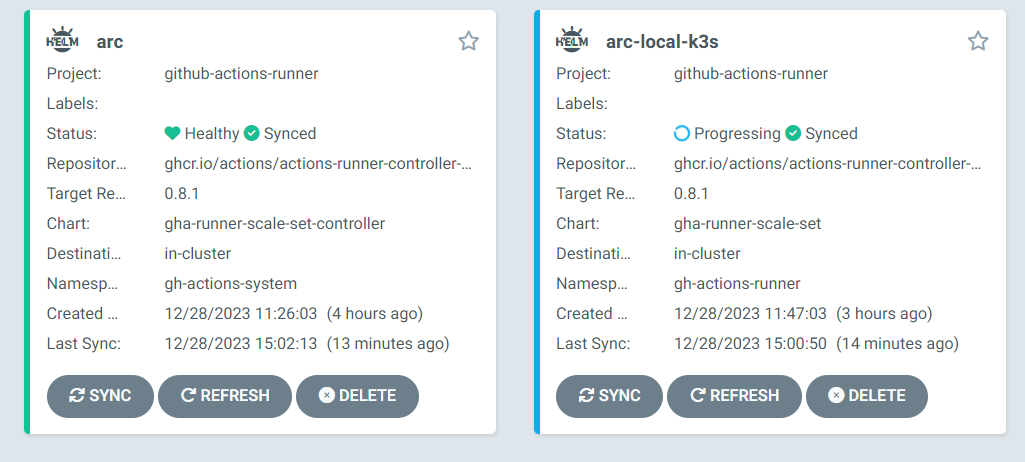 HELM arc
Project: github-actions-runner
Labels:
Status: Healthy Synced
Repositor... ghcr.io/actions/actions-runner-controller-...
Target Re... 0.8.1
Chart: gha-runner-scale-set-controller
Destinati... in-cluster
Namesp... gh-actions-system
Created ... 12/28/2023 11:26:03 (4 hours ago)
Last Sync: 12/28/2023 15:02:13 (13 minutes ago)
SYNC REFRESH DELETE
HELM arc-local-k3s
Project: github-actions-runner
Labels:
Status: Progressing Synced
Repositor... ghcr.io/actions/actions-runner-controller-...
Target Re... 0.8.1
Chart: gha-runner-scale-set
Destinati... in-cluster
Namesp... gh-actions-runner
Created ... 12/28/2023 11:47:03 (3 hours ago)
Last Sync: 12/28/2023 15:00:50 (14 minutes ago)
SYNC REFRESH DELETE